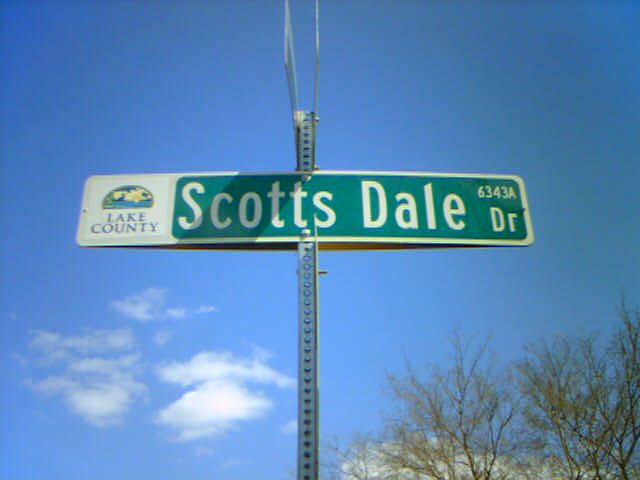 LAKE
COUNTY
Scotts Dale Dr
6343A